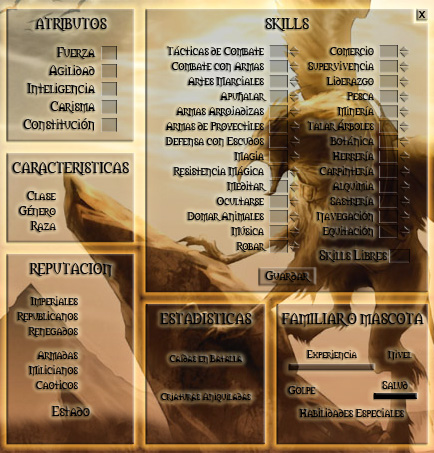 ATRIBUTOS
FUERZA
AGILIDAD
INTELIGENCIA
CARISMA
CONSTITUCIÓN
CARACTERISTICAS
CLASE
GÉNERO
RAZA
REPUTACION
IMPERIALES
REPUBLICANOS
RENEGADOS
ARMADAS
MILICIANOS
CAOTICOS
ESTADO
SKILLS
X
TÁCTICAS DE COMBATE
COMBATE CON ARMAS
ARTES MARCIALES
APUÑALAR
ARMAS ARROJADIZAS
ARMAS DE PROYECTILES
DEFENSA CON ESCUDOS
MAGIA
RESISTENCIA MÁGICA
MEDITAR
OCULTARSE
DOMAR ANIMALES
MÚSICA
ROBAR
COMERCIO
SUPERVIVENCIA
LIDERAZGO
PESCA
MINERÍA
TALAR ÁRBOLES
BOTÁNICA
HERRERÍA
CARPINTERÍA
ALQUIMIA
SASTRERÍA
NAVEGACIÓN
EQUITACIÓN
SKILLS LIBRES
GUARDAR
ESTADISTICAS
CAIDAS EN BATALLA
CRIATURAS ANIQUILADAS
FAMILIAR O MASCOTA
EXPERIENCIA NIVEL
GOLPE SALUD
HABILIDADES ESPECIALES